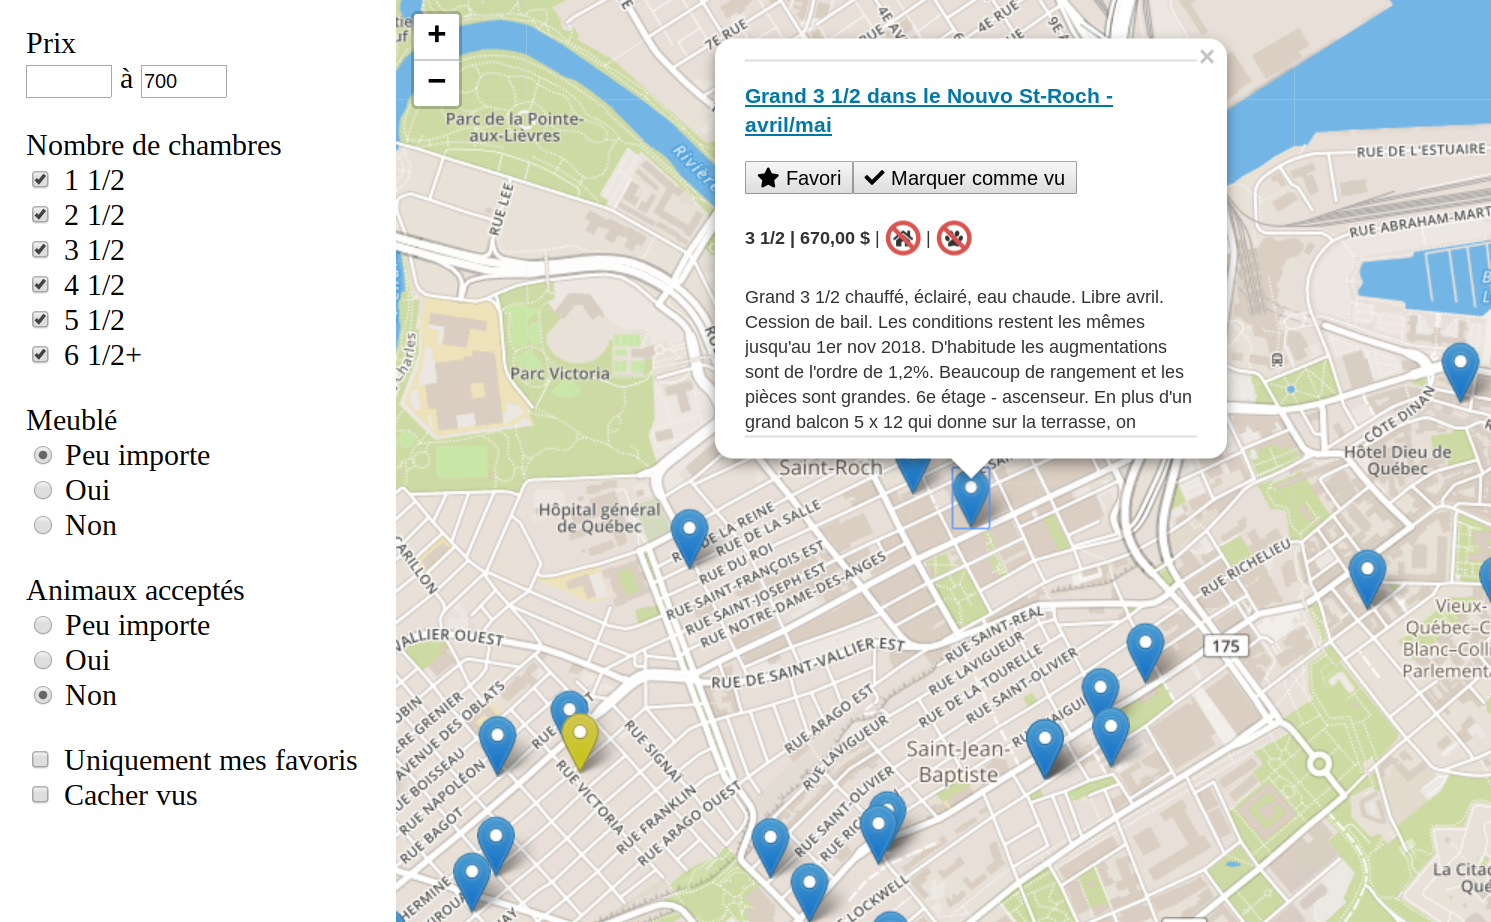 Prix
à 700
Nombre de chambres
1 1/2
2 1/2
3 1/2
4 1/2
5 1/2
6 1/2+
Meublé
Peu importe
Oui
Non
Animaux acceptés
Peu importe
Oui
Non
Uniquement mes favoris
Cacher vus
+
−
×
Grand 3 1/2 dans le Nouvo St-Roch -
avril/mai
Favori
Marquer comme vu
3 1/2 | 670,00 $ | |
Grand 3 1/2 chauffé, éclairé, eau chaude. Libre avril.
Cession de bail. Les conditions restent les mêmes
jusqu'au 1er nov 2018. D'habitude les augmentations
sont de l'ordre de 1,2%. Beaucoup de rangement et les
pièces sont grandes. 6e étage - ascenseur. En plus d'un
grand balcon 5 x 12 qui donne sur la terrasse, on
7E RUE
4E RUE
Parc de la Pointe-
aux-Lièvres
Rivière
RUE LEE
RUE DE L'ESTUAIRE
RUE ABRAHAM-MART
Parc Victoria
Charles
CÔTE DINAN
Hôtel Dieu de
Québec
Saint-Roch
Hôpital général
de Québec
DE LA REINE
RUE DE LA SALLE
RUE DU ROI
RUE SAINT-FRANÇOIS EST
RUE SAINT-JOSEPH EST
RUE NOTRE-DAME-DES-ANGES
CARILLON
RUE RICHELIEU
VALLIER OUEST
RUE DE SAINT-VALLIER EST
RUE SAINT-REAL
RUE LAVIGUEUR
RUE DE LA TOURELLE
RUE SAINT-OLIVIER
175
Vieux-
Québec–C
Blanc–Coll
Parlement
RUE ARAGO EST
RUE LAVIGUEUR
Saint-Jean-
Baptiste
GRENIER
AVENUE DES OBLATS
BOISSEAU
RUE NAPOLÉON
RUE BAGOT
RUE SIGNAI
RUE VICTORIA
RUE FRANKLIN
RUE ARAGO OUEST
RUE SAINT-OLIVIER
HERMINE
LOCKWELL
La Citad
Qué